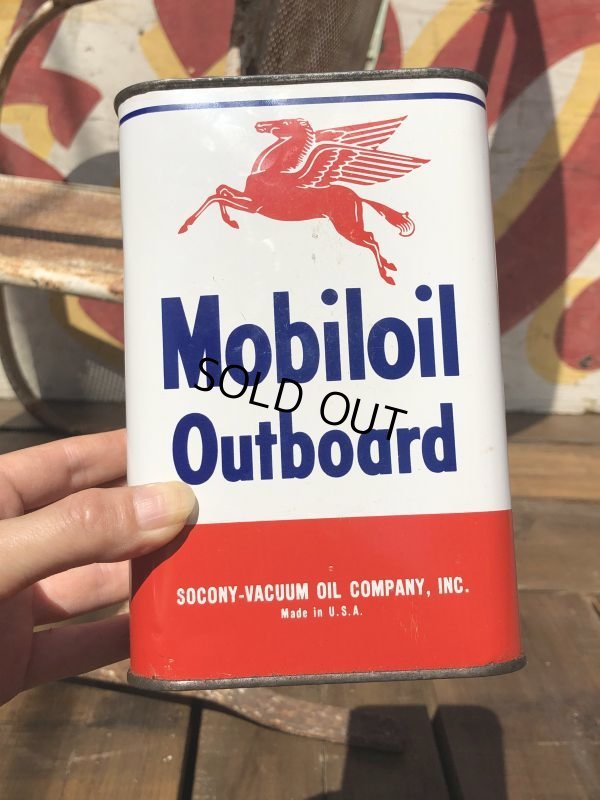 Mobiloil
SOLD OUT
Outboard
SOCONY-VACUUM OIL COMPANY, INC.
Made in U.S.A.